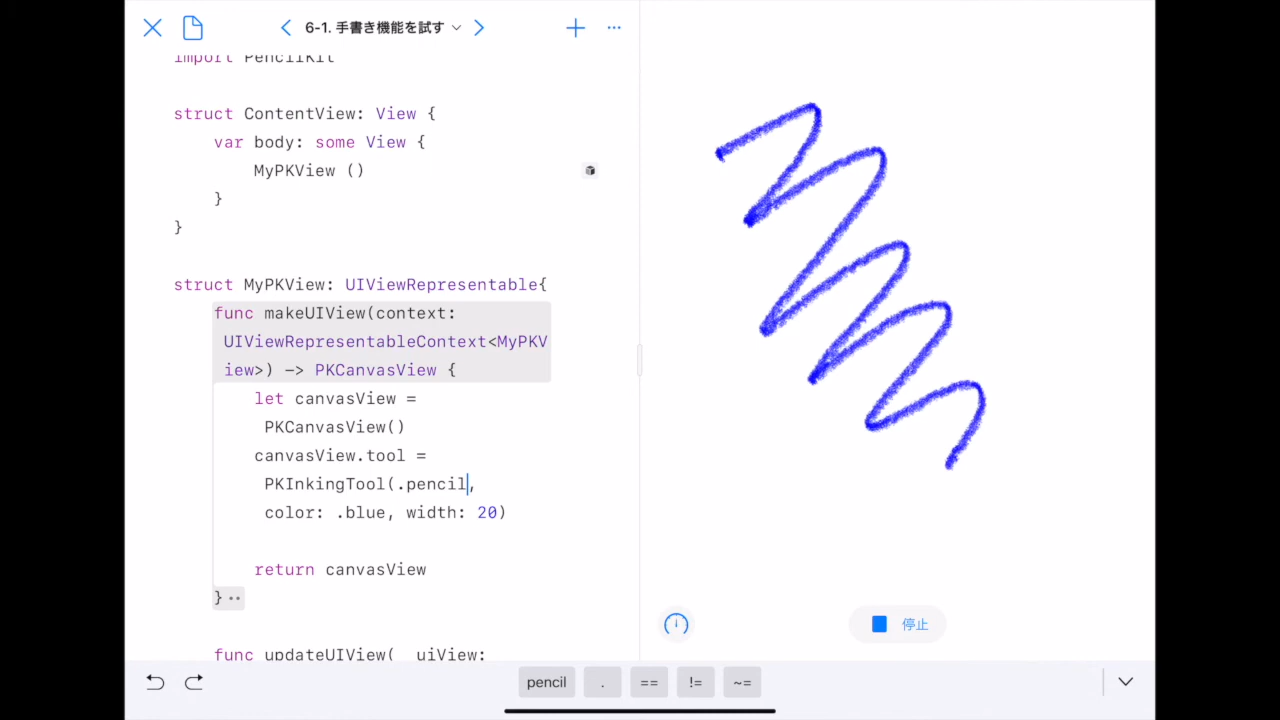 6-1. 手書き機能を試す
import PencilKit
struct ContentView: View {
var body: some View {
MyPKView ()
}
}
struct MyPKView: UIViewRepresentable{
func makeUIView(context:
UIViewRepresentableContext<MyPKV
iew>) -> PKCanvasView {
let canvasView =
PKCanvasView()
canvasView.tool =
PKInkingTool(.pencil,
color: .blue, width: 20)
return canvasView
}
func updateUIView(_ uiView:
停止
pencil . == != ~=